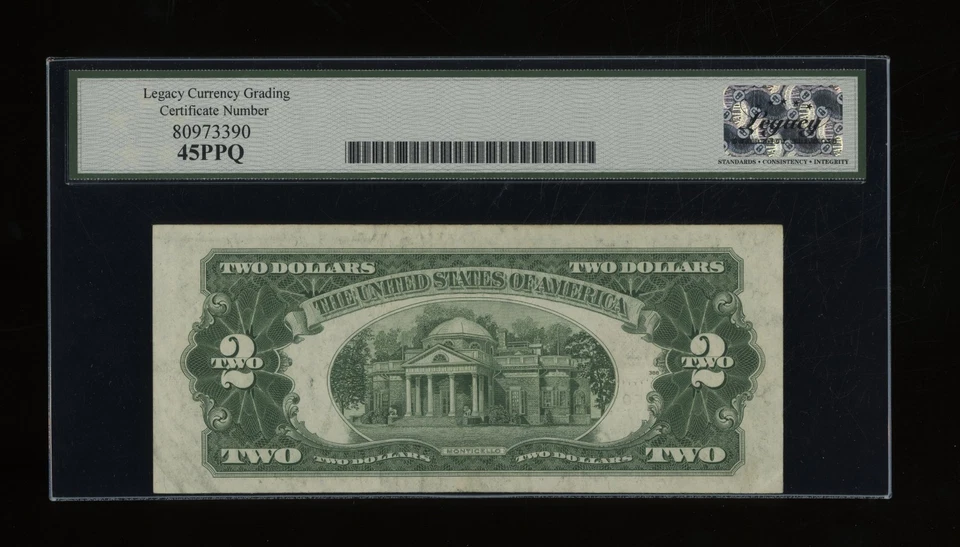 Legacy Currency Grading
Certificate Number
80973390
45PPQ
Legacy
STANDARDS • CONSISTENCY • INTEGRITY
TWO DOLLARS TWO DOLLARS
THE UNITED STATES OF AMERICA
2 2
TWO TWO
MONTICELLO
TWO TWO DOLLARS TWO DOLLARS TWO